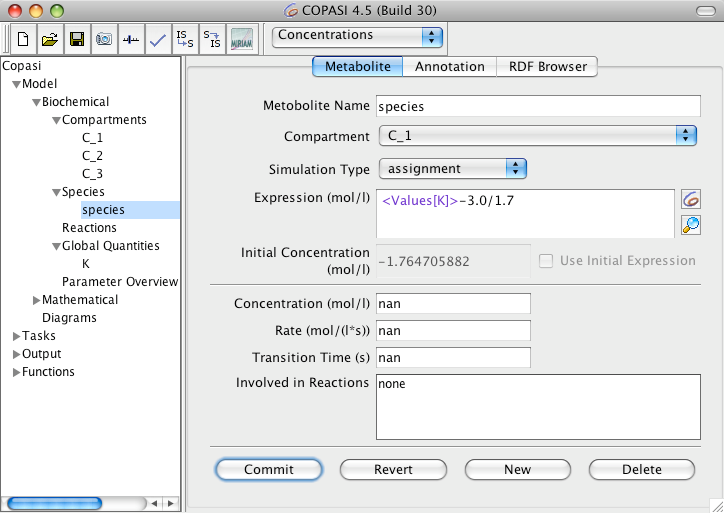 COPASI 4.5 (Build 30)
IS S Concentrations
S IS MIRIAM
Copasi
Model
Biochemical
Compartments
C_1
C_2
C_3
Species
species
Reactions
Global Quantities
K
Parameter Overview
Mathematical
Diagrams
Tasks
Output
Functions
Metabolite Annotation RDF Browser
Metobolite Name species
Compartment C_1
Simulation Type assignment
Expression (mol/l) <Values[K]>-3.0/1.7
Initial Concentration
(mol/l) -1.764705882 Use Initial Expression
Concentration (mol/l) nan
Rate (mol/(l*s)) nan
Transition Time (s) nan
Involved in Reactions none
Commit Revert New Delete